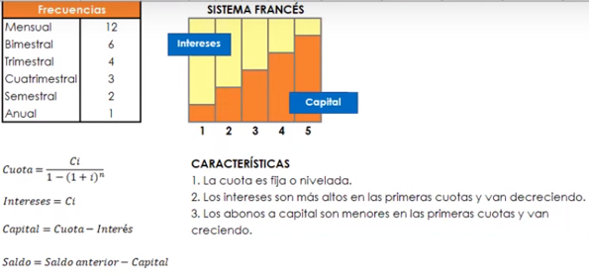 Frecuencias
Mensual 12
Bimestral 6
Trimestral 4
Cuatrimestral 3
Semestral 2
Anual 1
SISTEMA FRANCÉS
Intereses
Capital
1 2 3 4 5
Cuota = Ci / 1 − (1 + i)ⁿ
Intereses = Ci
Capital = Cuota − Interés
Saldo = Saldo anterior − Capital
CARACTERÍSTICAS
1. La cuota es fija o nivelada.
2. Los intereses son más altos en las primeras cuotas y van decreciendo.
3. Los abonos a capital son menores en las primeras cuotas y van
creciendo.